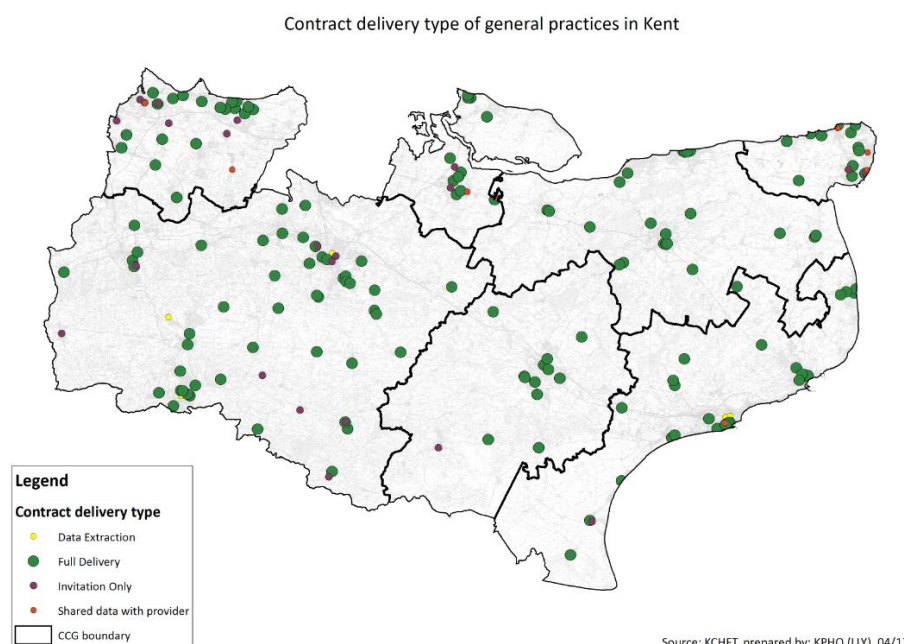 Contract delivery type of general practices in Kent
Legend
Contract delivery type
Data Extraction
Full Delivery
Invitation Only
Shared data with provider
CCG boundary
Source: KCHFT, prepared by: KPHO